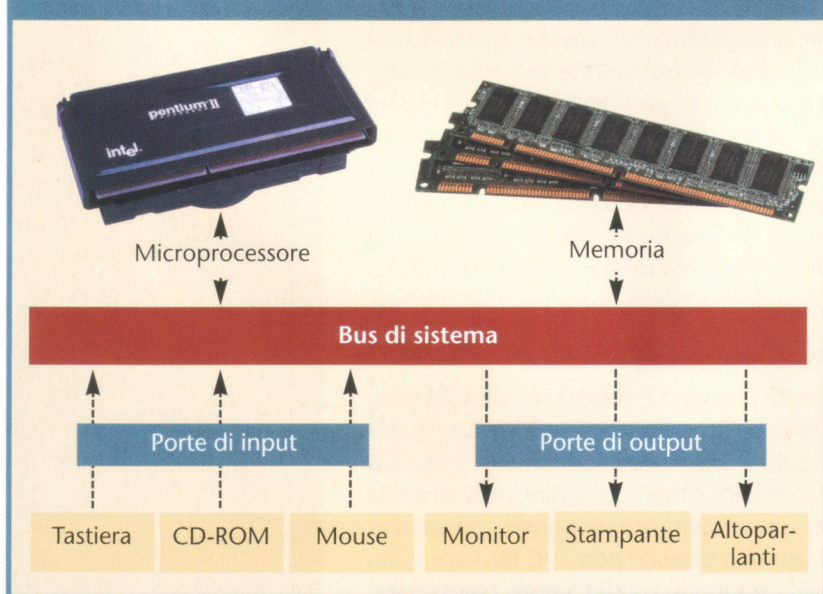 pentium II
intel
Microprocessore
Memoria
Bus di sistema
Porte di input
Porte di output
Tastiera
CD-ROM
Mouse
Monitor
Stampante
Altopar-
lanti